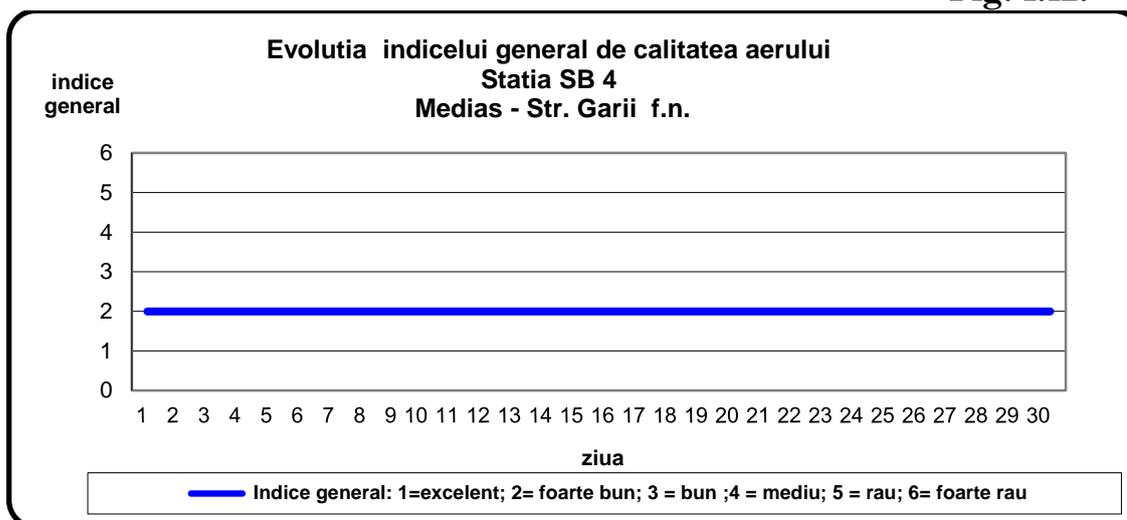 Evolutia indicelui general de calitatea aerului
Statia SB 4
Medias - Str. Garii f.n.
indice
general
6
5
4
3
2
1
0
1 2 3 4 5 6 7 8 9 10 11 12 13 14 15 16 17 18 19 20 21 22 23 24 25 26 27 28 29 30
ziua
Indice general: 1=excelent; 2= foarte bun; 3 = bun ;4 = mediu; 5 = rau; 6= foarte rau